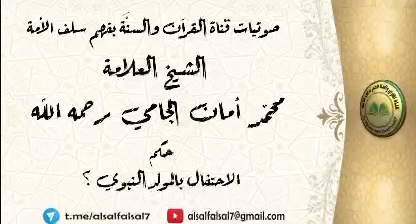 صوتيات قناة القرآن والسنة بفهم سلف الأمة
الشيخ العلامة
محمد أمان الجامي رحمه الله
حكم
الاحتفال بالمولد النبوي ؟
t.me/alsalfalsal7
alsalfalsal7@gmail.com